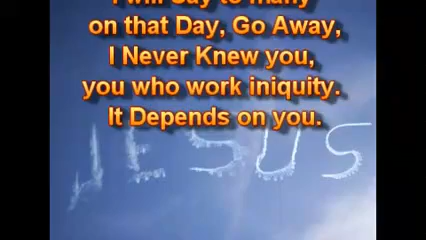 I will Say to many
on that Day, Go Away,
I Never Knew you,
you who work iniquity.
It Depends on you.
JESUS